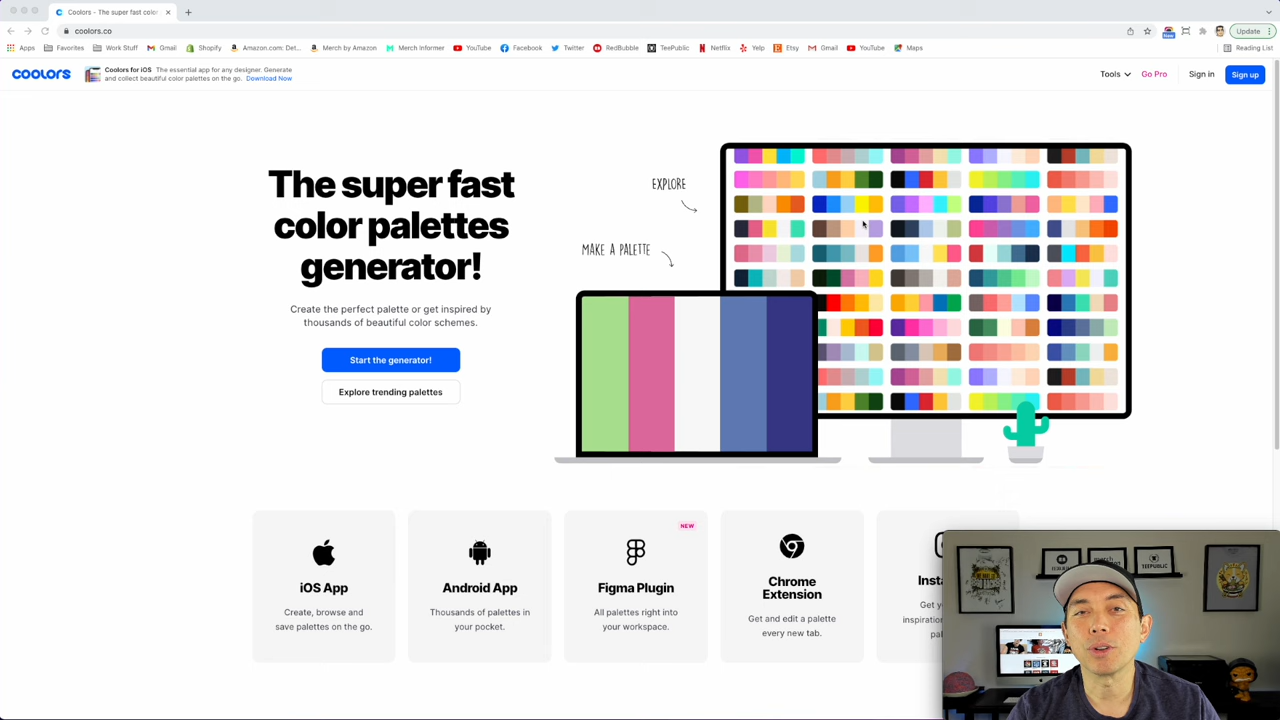 Coolors – The super fast color
coolors.co
Update
Apps
Favorites
Work Stuff
Gmail
Shopify
Amazon.com: Det...
Merch by Amazon
Merch Informer
YouTube
Facebook
Twitter
RedBubble
TeePublic
Netflix
Yelp
Etsy
Gmail
YouTube
Maps
Reading List
COOLORS
Coolors for iOS. The essential app for any designer. Generate
and collect beautiful color palettes on the go. Download Now
Tools
Go Pro
Sign in
Sign up
The super fast
color palettes
generator!
Create the perfect palette or get inspired by
thousands of beautiful color schemes.
Start the generator!
Explore trending palettes
EXPLORE
MAKE A PALETTE
iOS App
Create, browse and
save palettes on the go.
Android App
Thousands of palettes in
your pocket.
NEW
Figma Plugin
All palettes right into
your workspace.
Chrome
Extension
Get and edit a palette
every new tab.
Insta
Get y
inspiration
pal
TEEPUBLIC